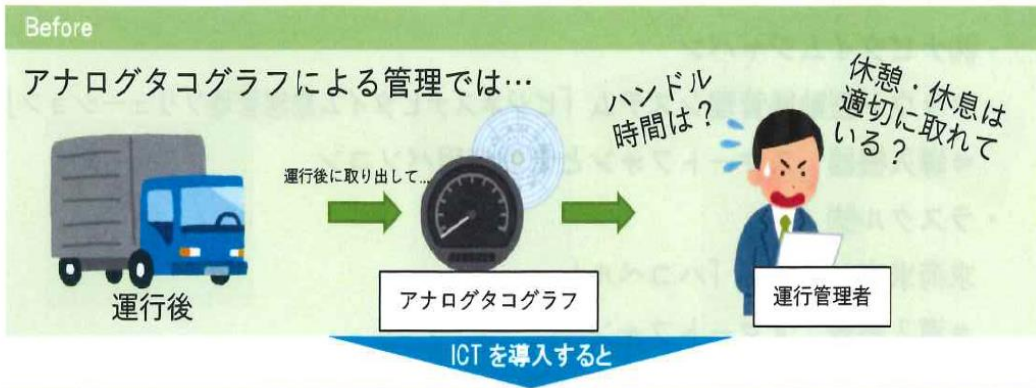 Before
アナログタコグラフによる管理では…
ハンドル
時間は？
休憩・休息は
適切に取れて
いる？
運行後に取り出して…
運行後
アナログタコグラフ
運行管理者
ICTを導入すると